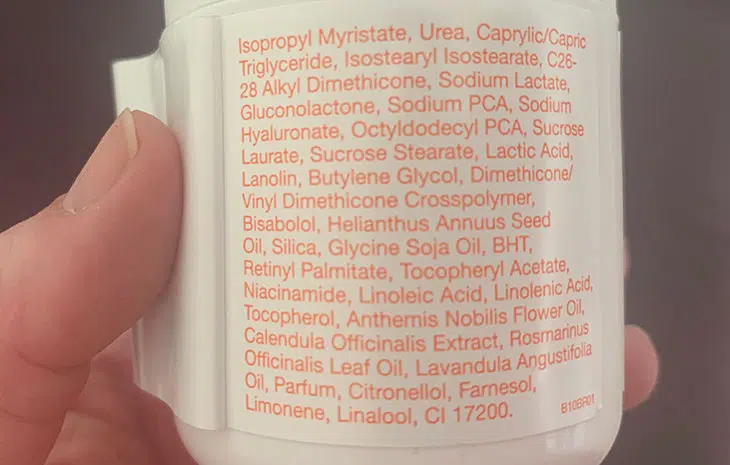 Isopropyl Myristate, Urea, Caprylic/Capric
Triglyceride, Isostearyl Isostearate, C26-
28 Alkyl Dimethicone, Sodium Lactate,
Gluconolactone, Sodium PCA, Sodium
Hyaluronate, Octyldodecyl PCA, Sucrose
Laurate, Sucrose Stearate, Lactic Acid,
Lanolin, Butylene Glycol, Dimethicone/
Vinyl Dimethicone Crosspolymer,
Bisabolol, Helianthus Annuus Seed
Oil, Silica, Glycine Soja Oil, BHT,
Retinyl Palmitate, Tocopheryl Acetate,
Niacinamide, Linoleic Acid, Linolenic Acid,
Tocopherol, Anthemis Nobilis Flower Oil,
Calendula Officinalis Extract, Rosmarinus
Officinalis Leaf Oil, Lavandula Angustifolia
Oil, Parfum, Citronellol, Farnesol,
Limonene, Linalool, CI 17200.
B10BR01